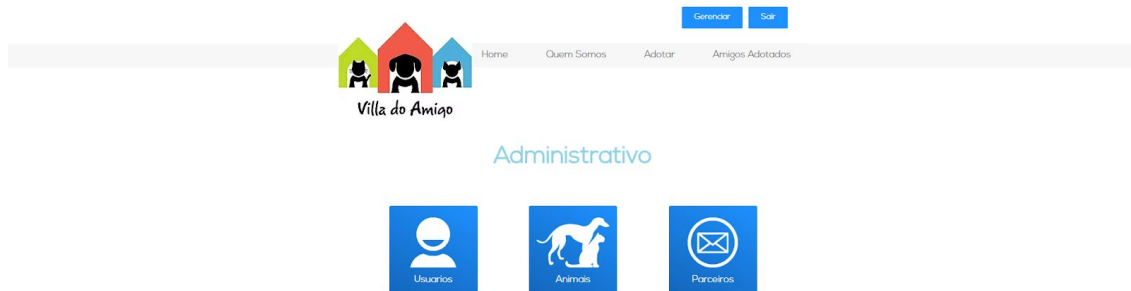 Gerenciar Sair
Home Quem Somos Adotar Amigos Adotados
Villa do Amigo
Administrativo
Usuarios Animais Parceiros